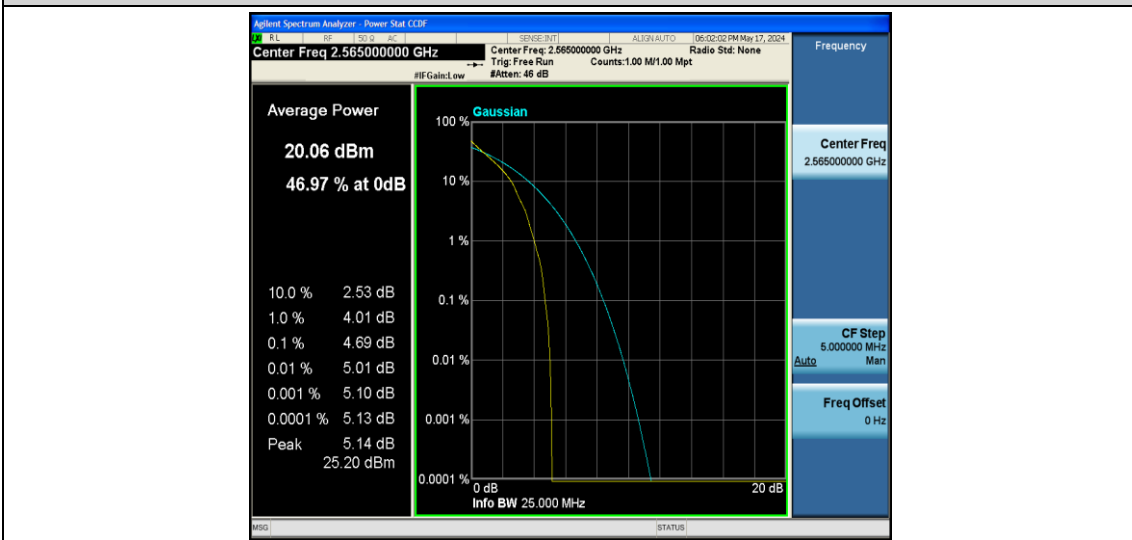 Agilent Spectrum Analyzer - Power Stat CCDF
RL RF 50 Ω AC SENSE:INT ALIGN AUTO 06:02:02 PM May 17, 2024
Center Freq 2.565000000 GHz
Center Freq: 2.565000000 GHz Radio Std: None
Trig: Free Run Counts:1.00 M/1.00 Mpt
#IFGain:Low #Atten: 46 dB
Frequency
Average Power
20.06 dBm
46.97 % at 0dB
10.0 % 2.53 dB
1.0 % 4.01 dB
0.1 % 4.69 dB
0.01 % 5.01 dB
0.001 % 5.10 dB
0.0001 % 5.13 dB
Peak 5.14 dB
25.20 dBm
Gaussian
100 %
10 %
1 %
0.1 %
0.01 %
0.001 %
0.0001 %
0 dB 20 dB
Info BW 25.000 MHz
Center Freq
2.565000000 GHz
CF Step
5.000000 MHz
Auto Man
Freq Offset
0 Hz
MSG STATUS